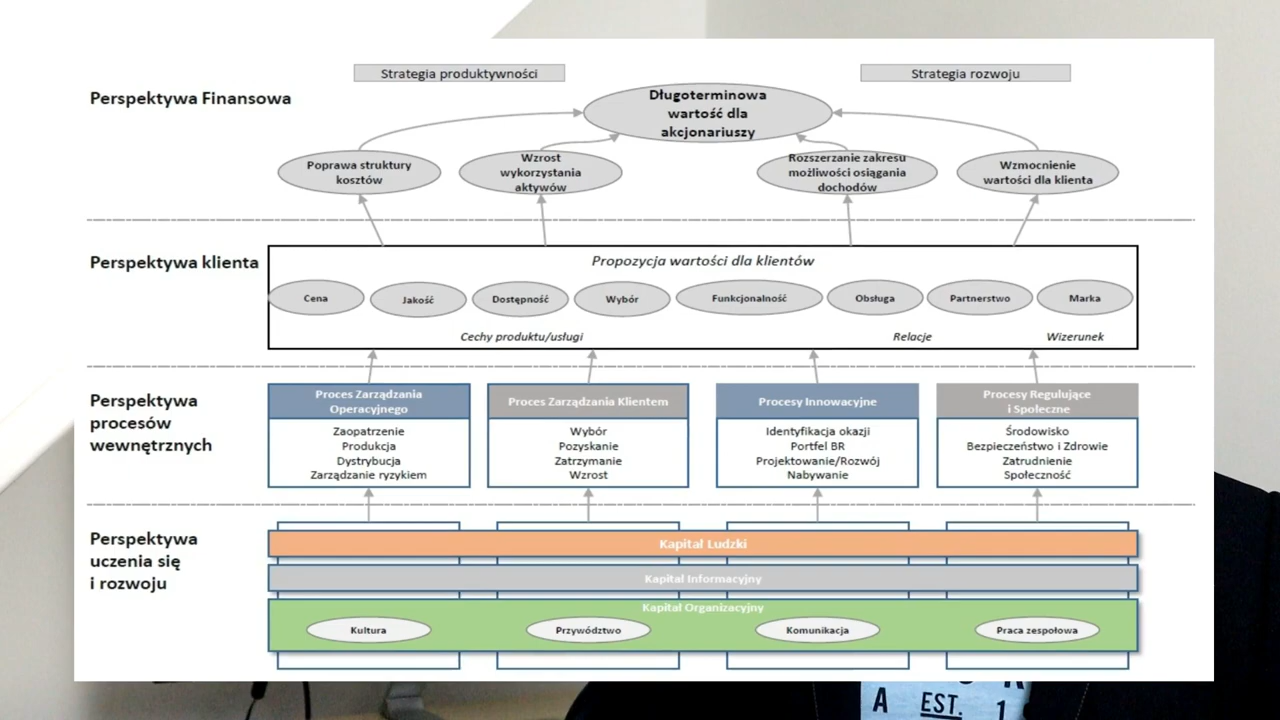 Strategia produktywności
Strategia rozwoju
Perspektywa Finansowa
Długoterminowa
wartość dla
akcjonariuszy
Poprawa struktury
kosztów
Wzrost
wykorzystania
aktywów
Rozszerzanie zakresu
możliwości osiągania
dochodów
Wzmocnienie
wartości dla klienta
Perspektywa klienta
Propozycja wartości dla klientów
Cena
Jakość
Dostępność
Wybór
Funkcjonalność
Obsługa
Partnerstwo
Marka
Cechy produktu/usługi
Relacje
Wizerunek
Perspektywa
procesów
wewnętrznych
Proces Zarządzania
Operacyjnego
Zaopatrzenie
Produkcja
Dystrybucja
Zarządzanie ryzykiem
Proces Zarządzania Klientem
Wybór
Pozyskanie
Zatrzymanie
Wzrost
Procesy Innowacyjne
Identyfikacja okazji
Portfel BR
Projektowanie/Rozwój
Nabywanie
Procesy Regulujące
i Społeczne
Środowisko
Bezpieczeństwo i Zdrowie
Zatrudnienie
Społeczność
Perspektywa
uczenia się
i rozwoju
Kapitał Ludzki
Kapitał Informacyjny
Kapitał Organizacyjny
Kultura
Przywództwo
Komunikacja
Praca zespołowa
A EST. 1